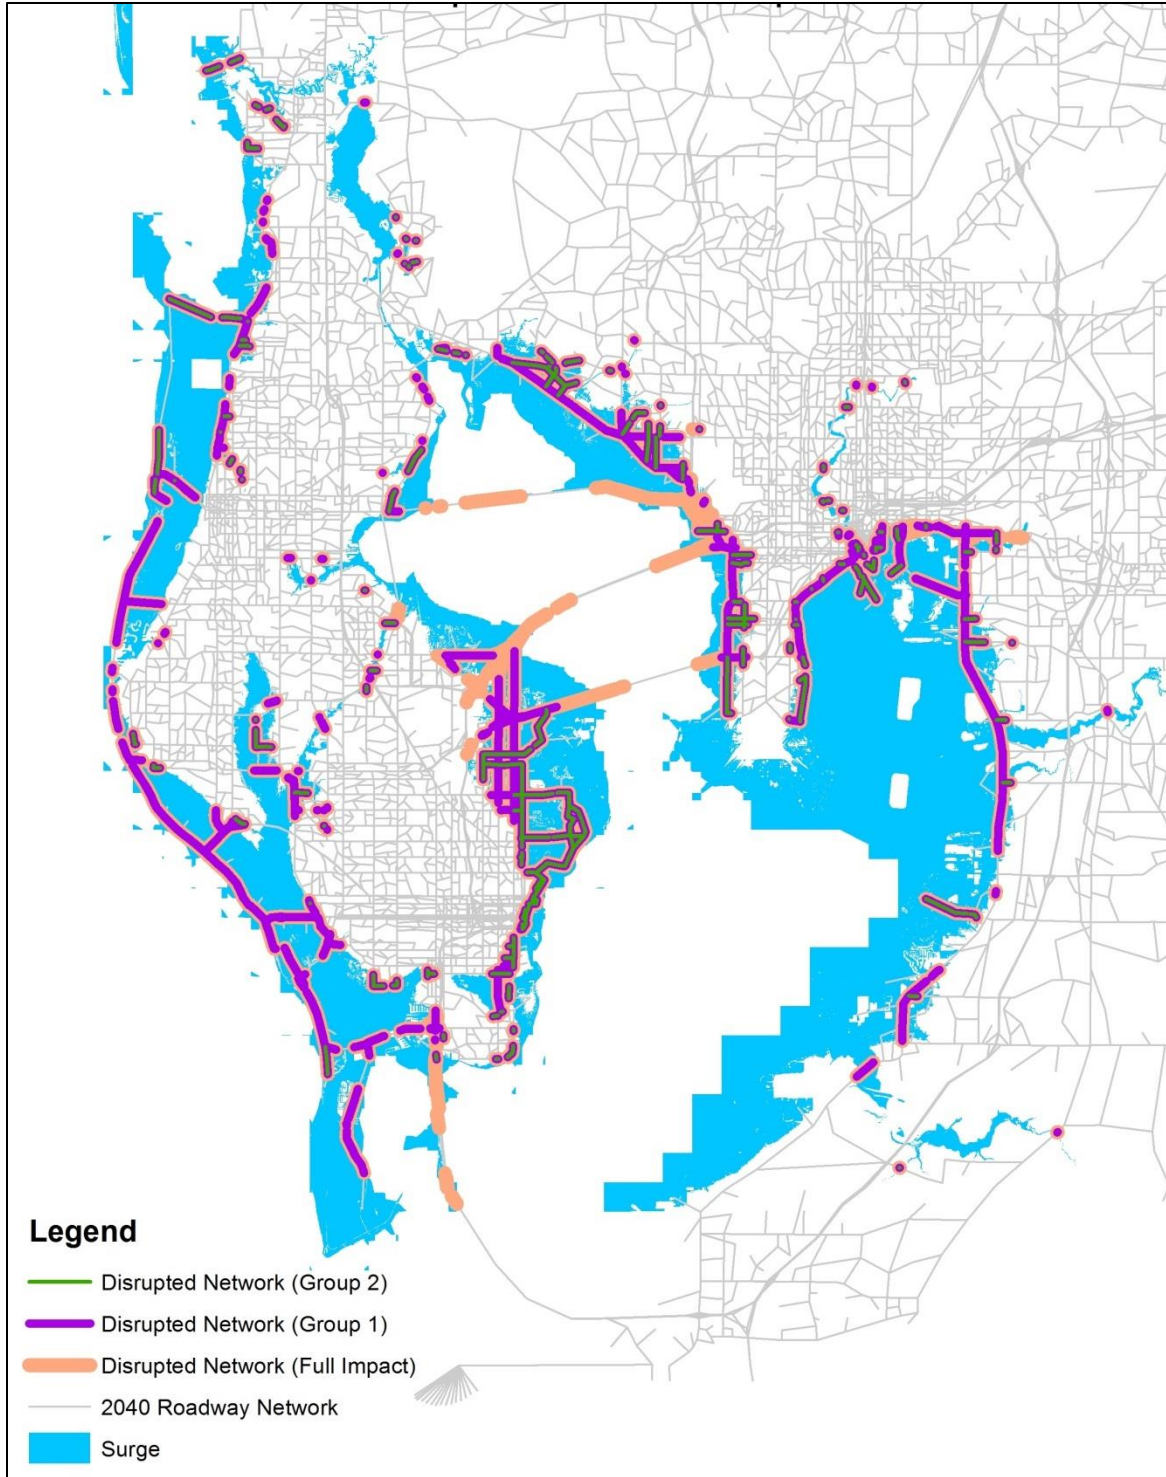 Legend
Disrupted Network (Group 2)
Disrupted Network (Group 1)
Disrupted Network (Full Impact)
2040 Roadway Network
Surge